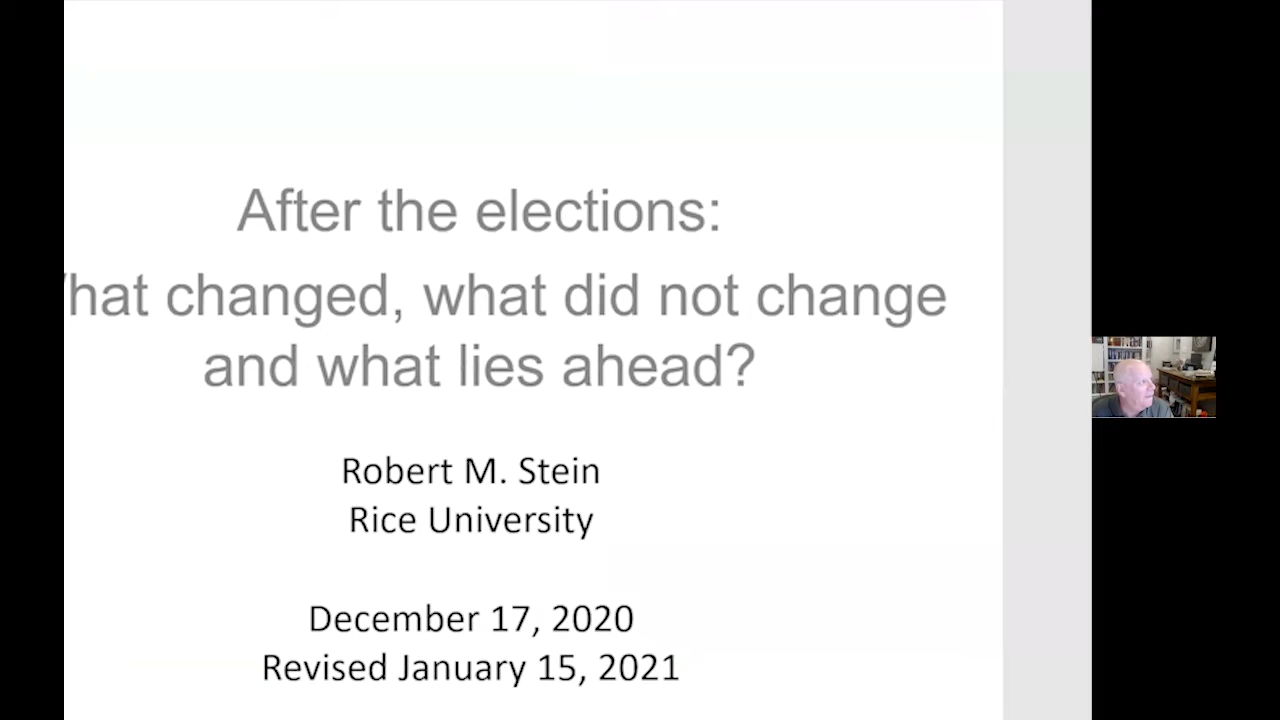 After the elections:
hat changed, what did not change
and what lies ahead?
Robert M. Stein
Rice University
December 17, 2020
Revised January 15, 2021